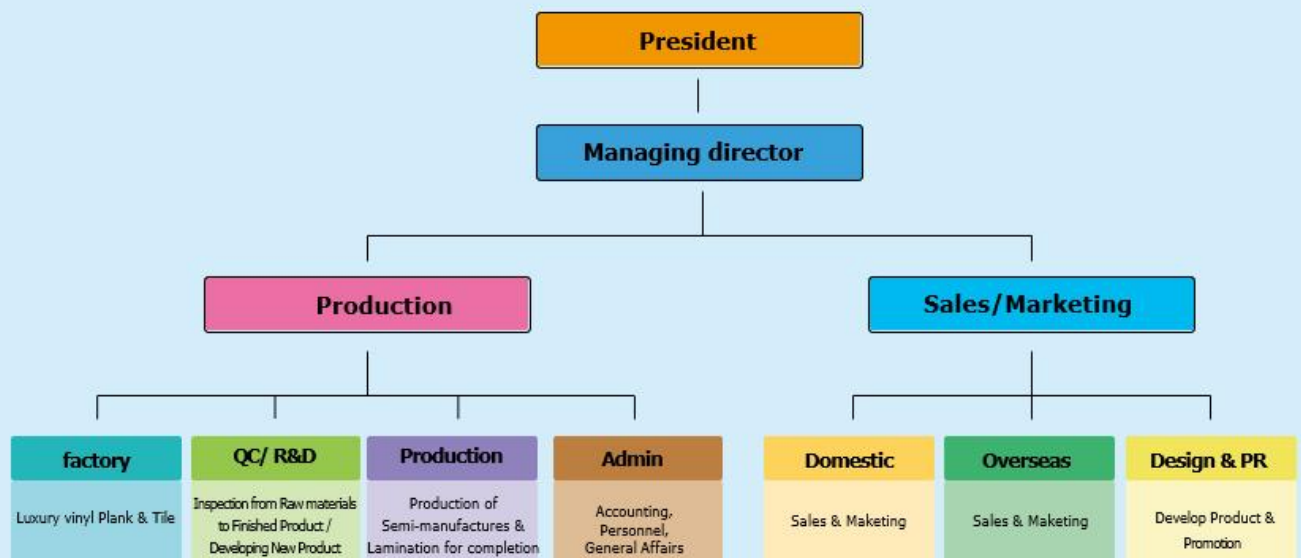 President
Managing director
Production
Sales/Marketing
factory
Luxury vinyl Plank & Tile
QC/ R&D
Inspection from Raw materials
to Finished Product /
Developing New Product
Production
Production of
Semi-manufactures &
Lamination for completion
Admin
Accounting,
Personnel,
General Affairs
Domestic
Sales & Maketing
Overseas
Sales & Maketing
Design & PR
Develop Product &
Promotion